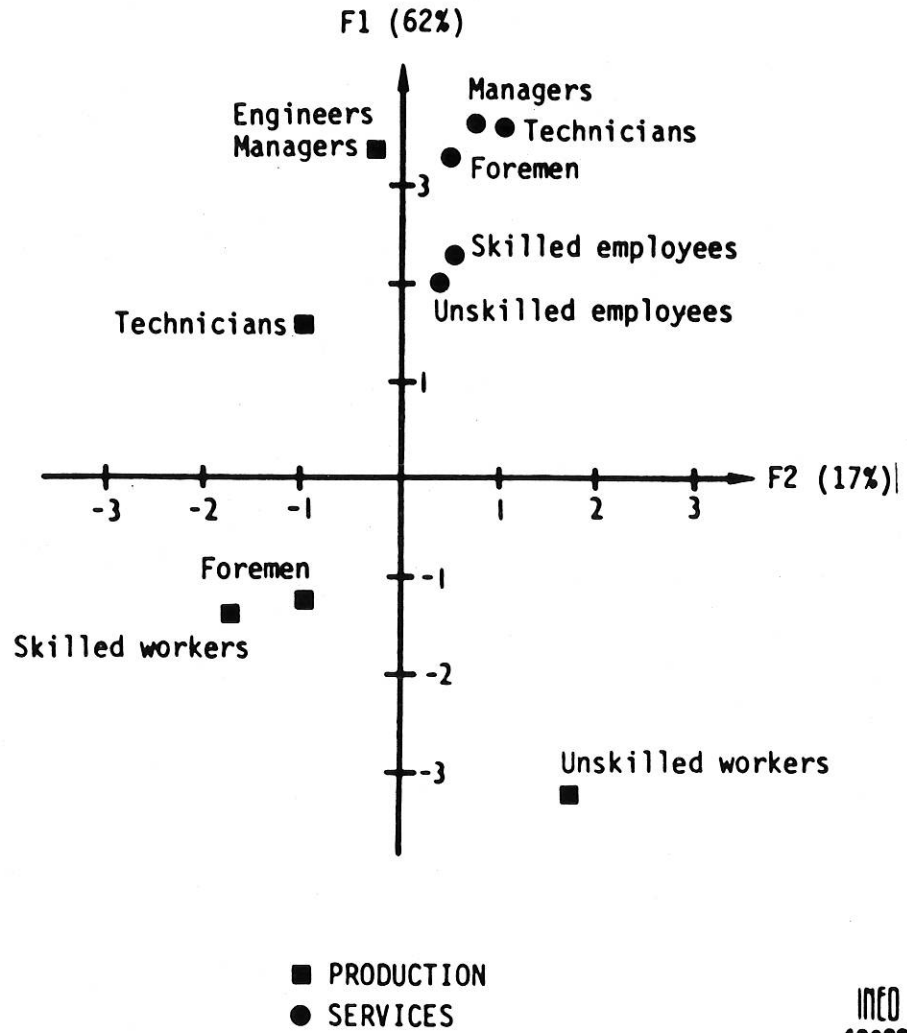 F1 (62%)
Managers
Engineers
Managers
Technicians
Foremen
3
Skilled employees
Unskilled employees
Technicians
1
F2 (17%)
-3 -2 -1 1 2 3
Foremen
-1
Skilled workers
-2
Unskilled workers
-3
PRODUCTION
SERVICES